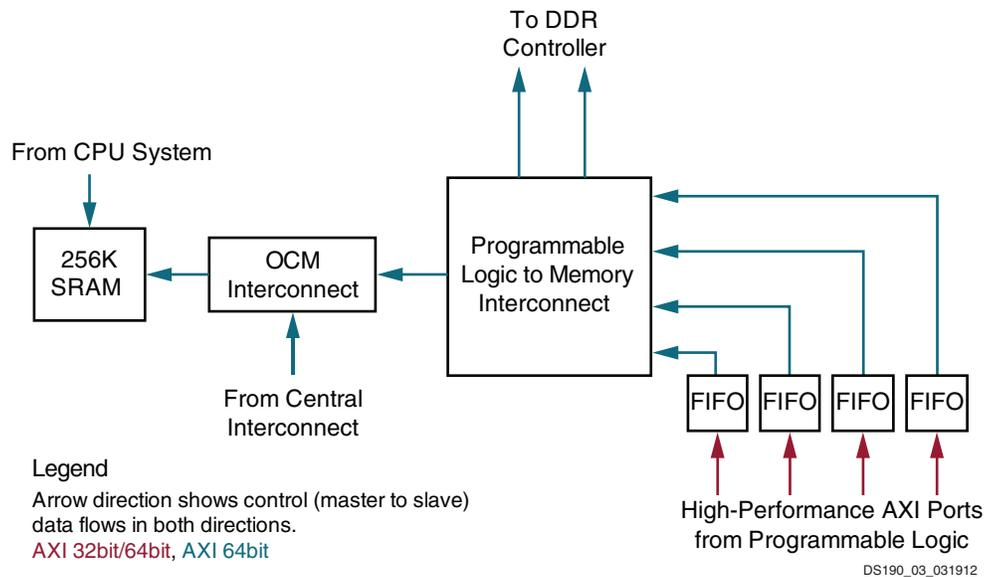 To DDR
Controller
From CPU System
256K
SRAM
OCM
Interconnect
Programmable
Logic to Memory
Interconnect
From Central
Interconnect
FIFO
FIFO
FIFO
FIFO
High-Performance AXI Ports
from Programmable Logic
Legend
Arrow direction shows control (master to slave)
data flows in both directions.
AXI 32bit/64bit, AXI 64bit
DS190_03_031912